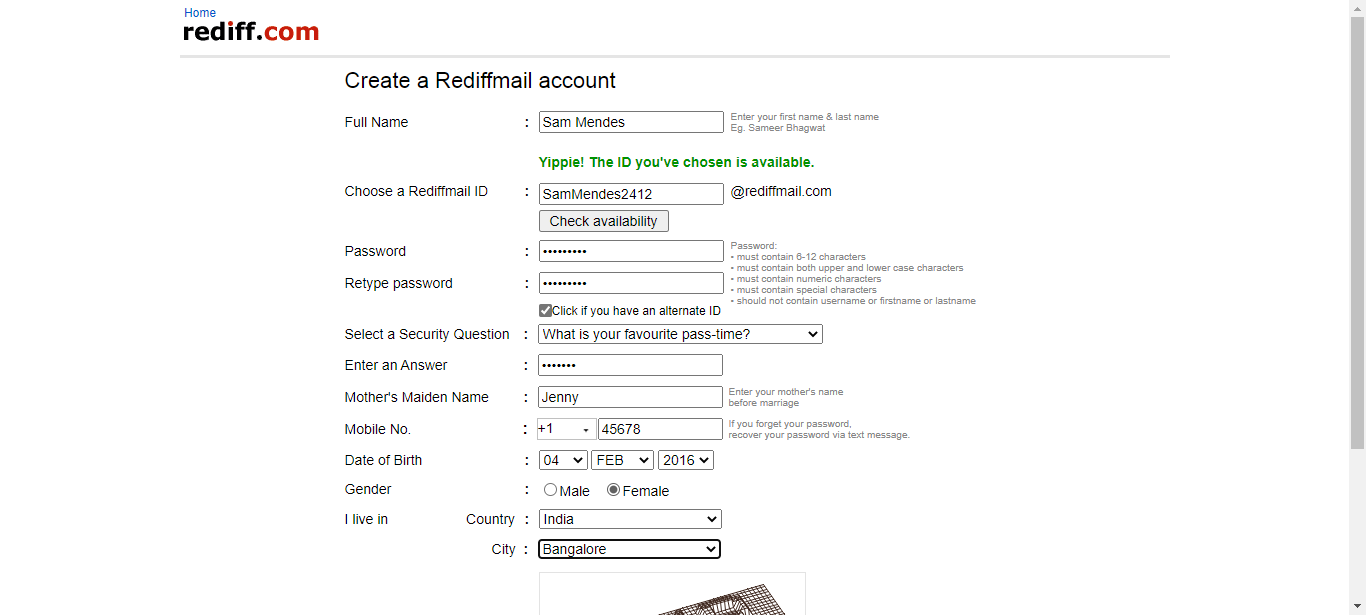 Home
rediff.com
Create a Rediffmail account
Full Name : Sam Mendes Enter your first name & last name
Eg. Sameer Bhagwat
Yippie! The ID you've chosen is available.
Choose a Rediffmail ID : SamMendes2412 @rediffmail.com
Check availability
Password : ••••••••• Password:
• must contain 6-12 characters
• must contain both upper and lower case characters
• must contain numeric characters
• must contain special characters
• should not contain username or firstname or lastname
Retype password : •••••••••
Click if you have an alternate ID
Select a Security Question : What is your favourite pass-time?
Enter an Answer : •••••••
Mother's Maiden Name : Jenny Enter your mother's name
before marriage
Mobile No. : +1 45678 If you forget your password,
recover your password via text message.
Date of Birth : 04 FEB 2016
Gender : Male Female
I live in Country : India
City : Bangalore